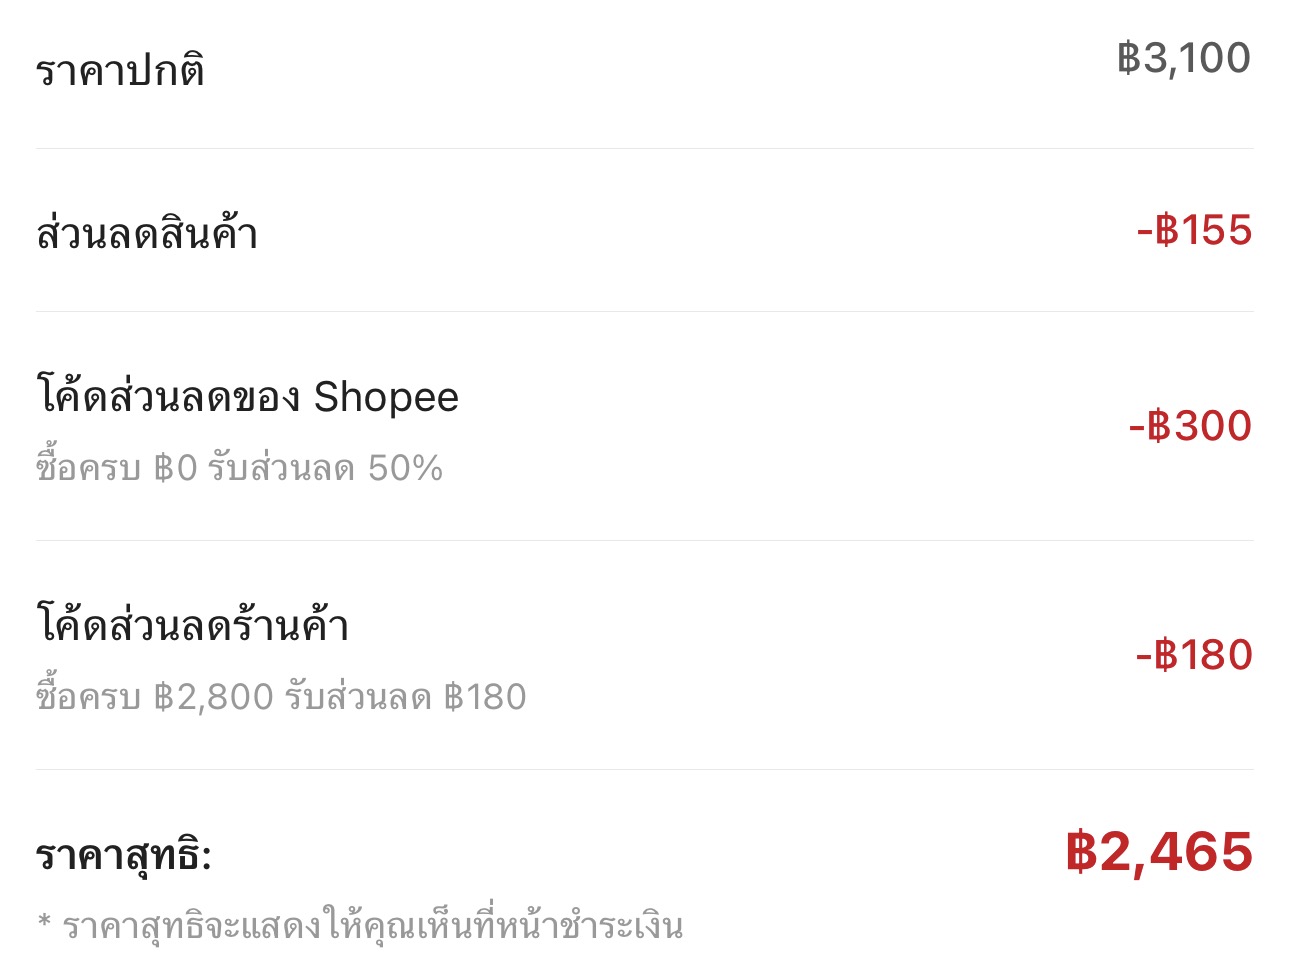 ราคาปกติ
฿3,100
ส่วนลดสินค้า
-฿155
โค้ดส่วนลดของ Shopee
-฿300
ซื้อครบ ฿0 รับส่วนลด 50%
โค้ดส่วนลดร้านค้า
-฿180
ซื้อครบ ฿2,800 รับส่วนลด ฿180
ราคาสุทธิ:
฿2,465
* ราคาสุทธิจะแสดงให้คุณเห็นที่หน้าชำระเงิน